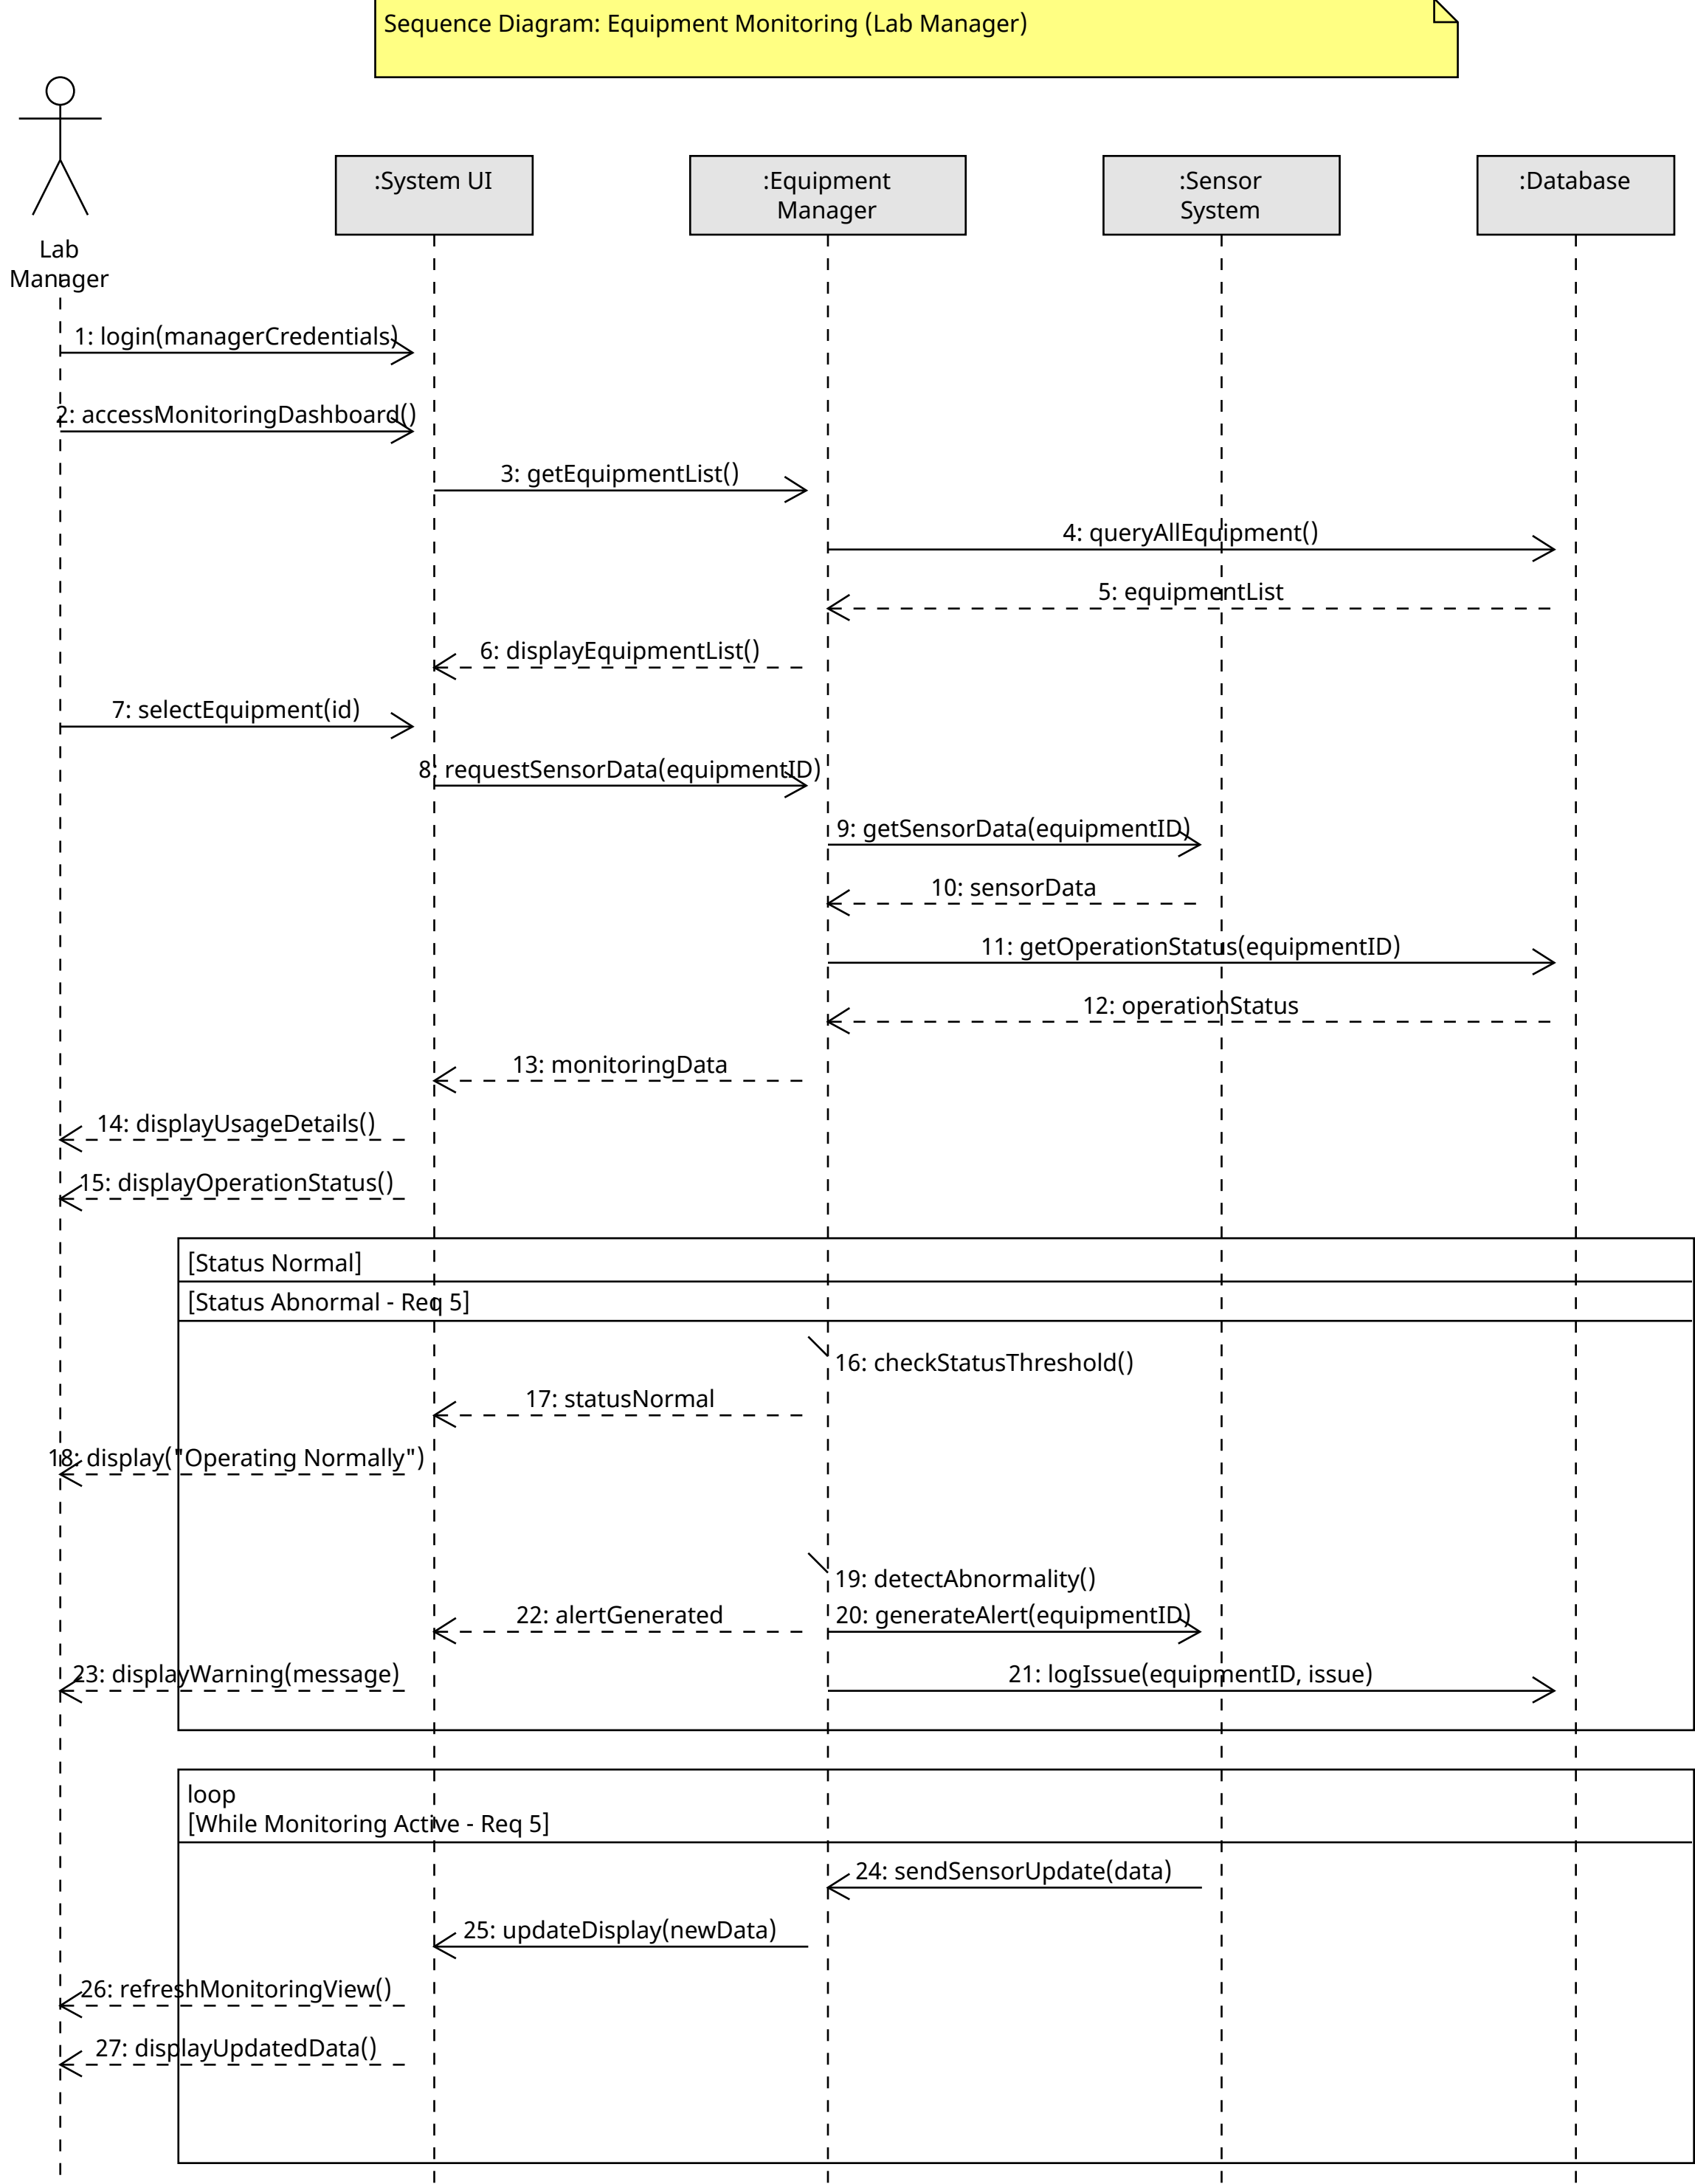 Sequence Diagram: Equipment Monitoring (Lab Manager)
:System UI
:Equipment
Manager
:Sensor
System
:Database
Lab
Manager
1: login(managerCredentials)
2: accessMonitoringDashboard()
3: getEquipmentList()
4: queryAllEquipment()
5: equipmentList
6: displayEquipmentList()
7: selectEquipment(id)
8: requestSensorData(equipmentID)
9: getSensorData(equipmentID)
10: sensorData
11: getOperationStatus(equipmentID)
12: operationStatus
13: monitoringData
14: displayUsageDetails()
15: displayOperationStatus()
[Status Normal]
[Status Abnormal - Req 5]
16: checkStatusThreshold()
17: statusNormal
18: display("Operating Normally")
19: detectAbnormality()
22: alertGenerated
20: generateAlert(equipmentID)
23: displayWarning(message)
21: logIssue(equipmentID, issue)
loop
[While Monitoring Active - Req 5]
24: sendSensorUpdate(data)
25: updateDisplay(newData)
26: refreshMonitoringView()
27: displayUpdatedData()